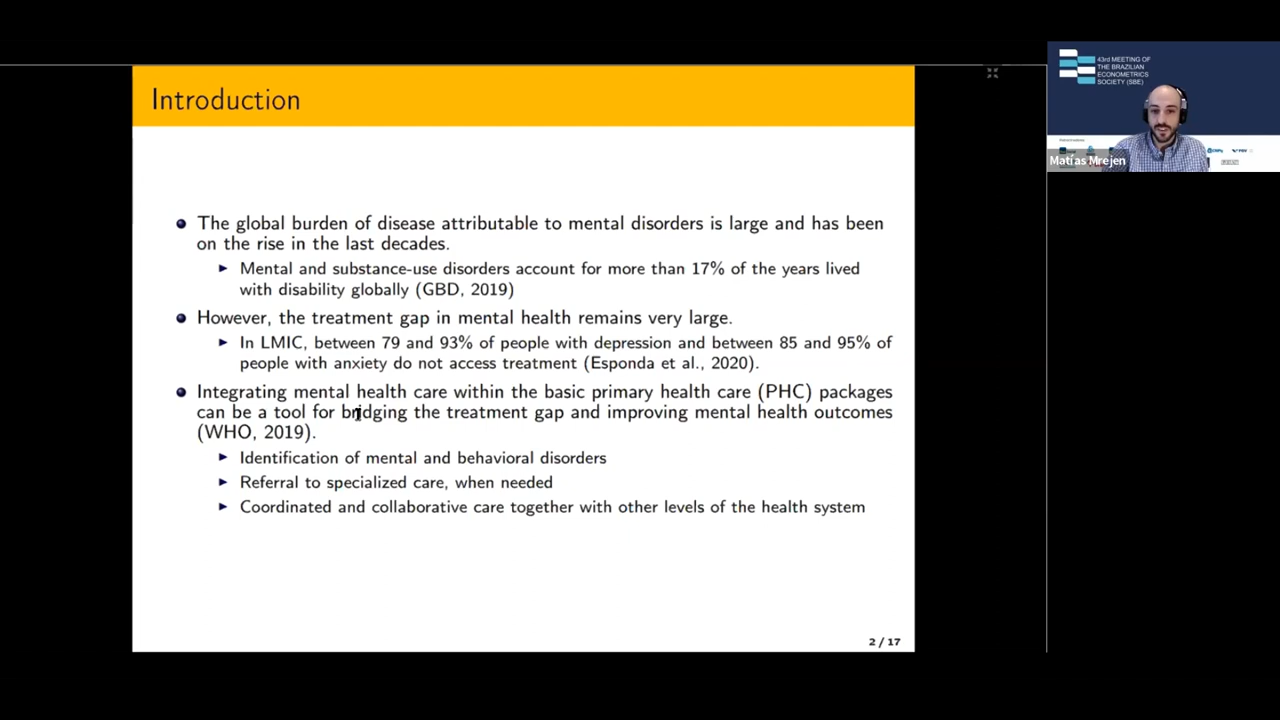 Introduction
The global burden of disease attributable to mental disorders is large and has been
on the rise in the last decades.
Mental and substance-use disorders account for more than 17% of the years lived
with disability globally (GBD, 2019)
However, the treatment gap in mental health remains very large.
In LMIC, between 79 and 93% of people with depression and between 85 and 95% of
people with anxiety do not access treatment (Esponda et al., 2020).
Integrating mental health care within the basic primary health care (PHC) packages
can be a tool for bridging the treatment gap and improving mental health outcomes
(WHO, 2019).
Identification of mental and behavioral disorders
Referral to specialized care, when needed
Coordinated and collaborative care together with other levels of the health system
2 / 17
43rd MEETING OF
THE BRAZILIAN
ECONOMETRICS
SOCIETY (SBE)
Matías Mrejen